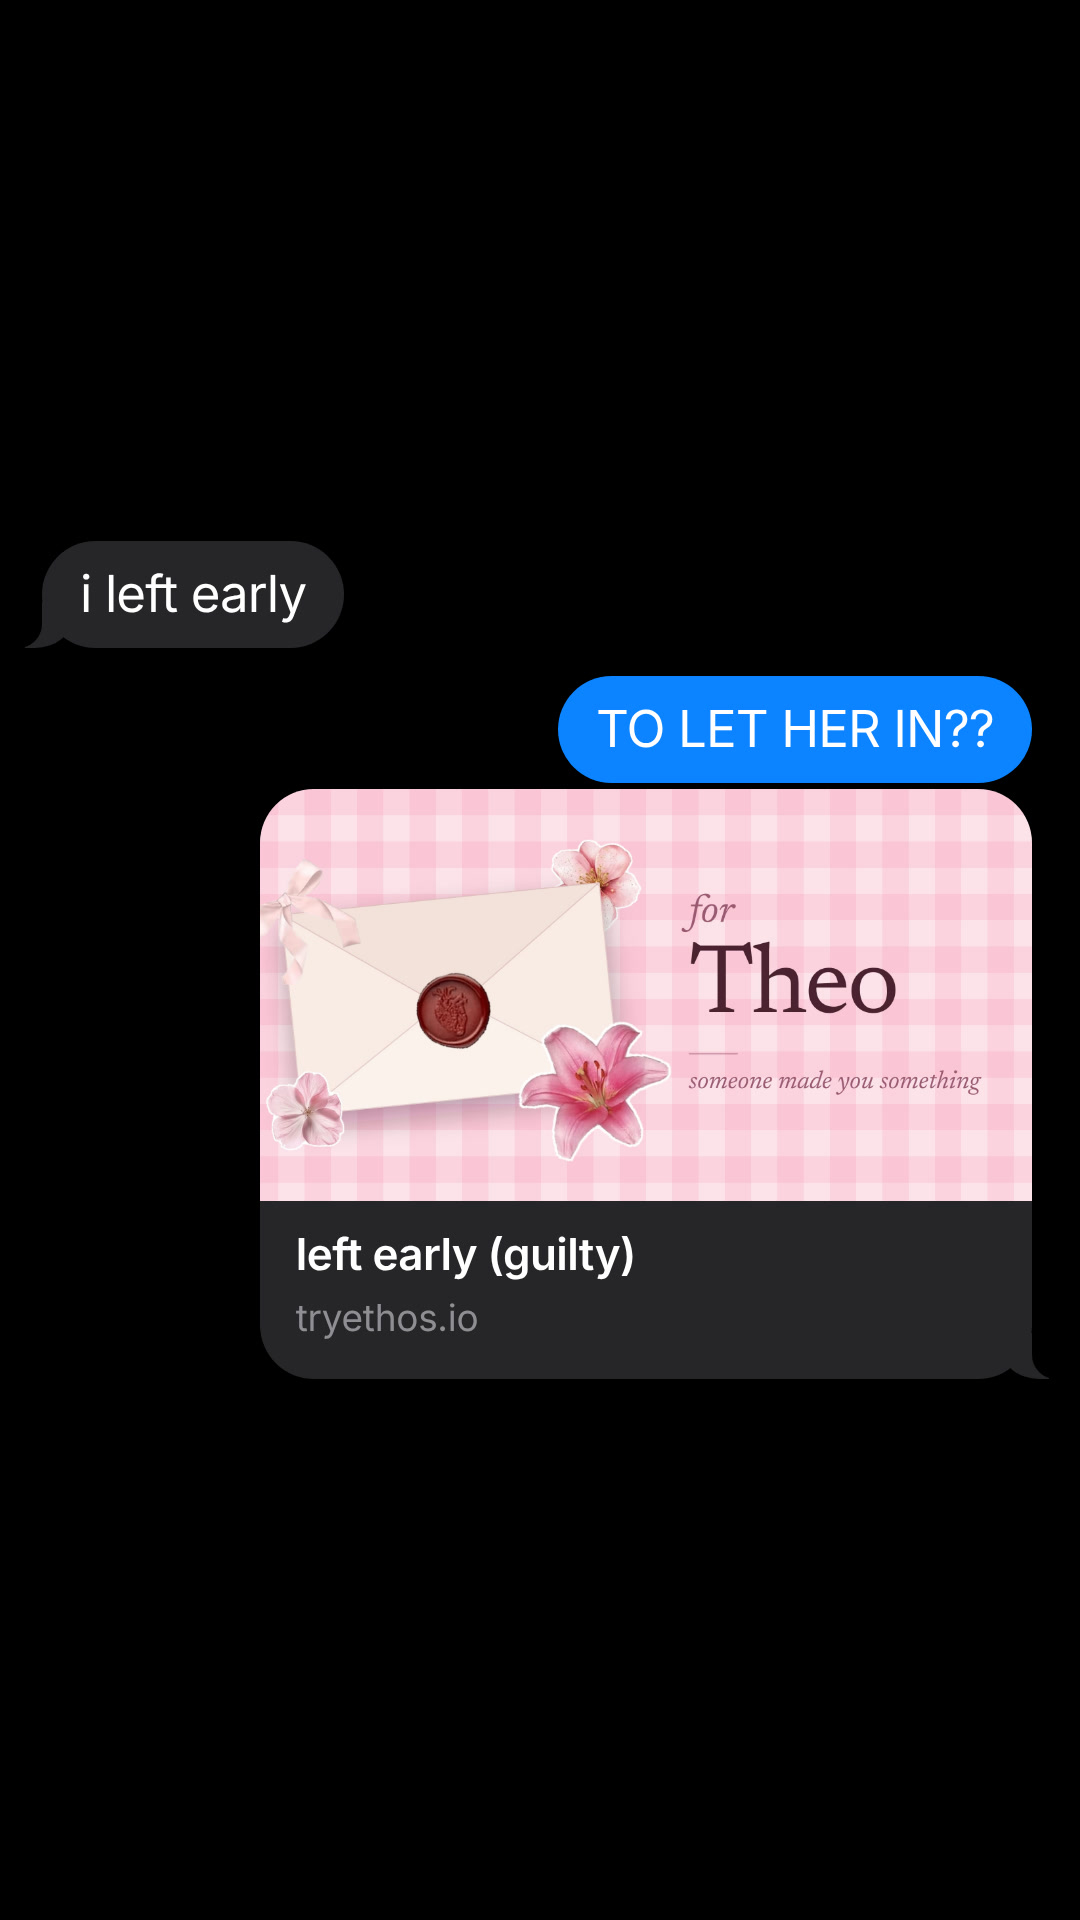 i left early
TO LET HER IN??
for
Theo
someone made you something
left early (guilty)
tryethos.io